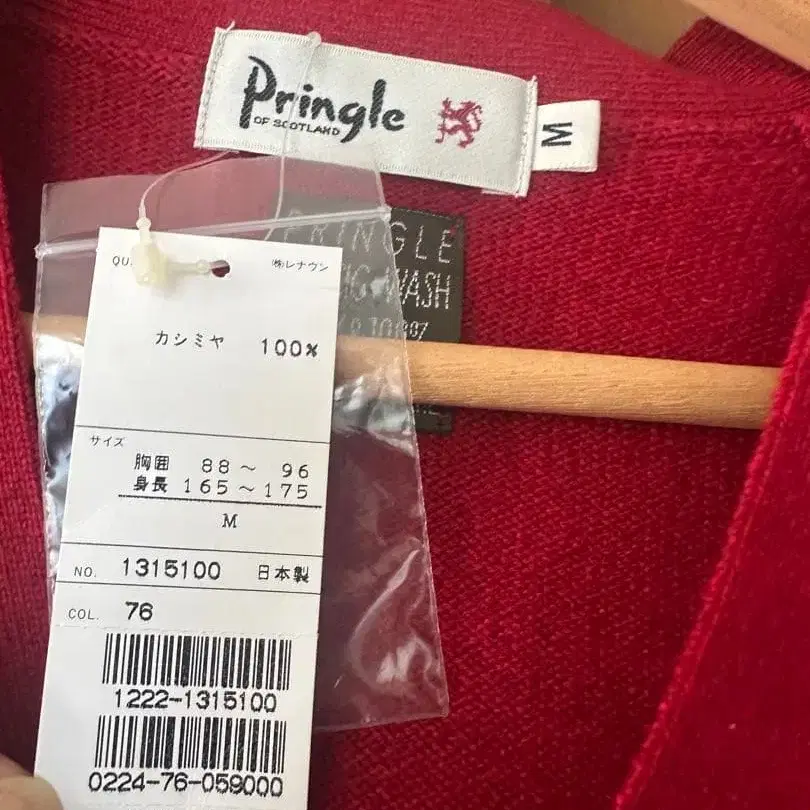 Pringle
OF SCOTLAND
M
PRINGLE
WASH
㈱レナウン
カシミヤ 100%
サイズ
胸囲 88〜 96
身長 165〜175
M
NO. 1315100 日本製
COL. 76
1222-1315100
0224-76-059000